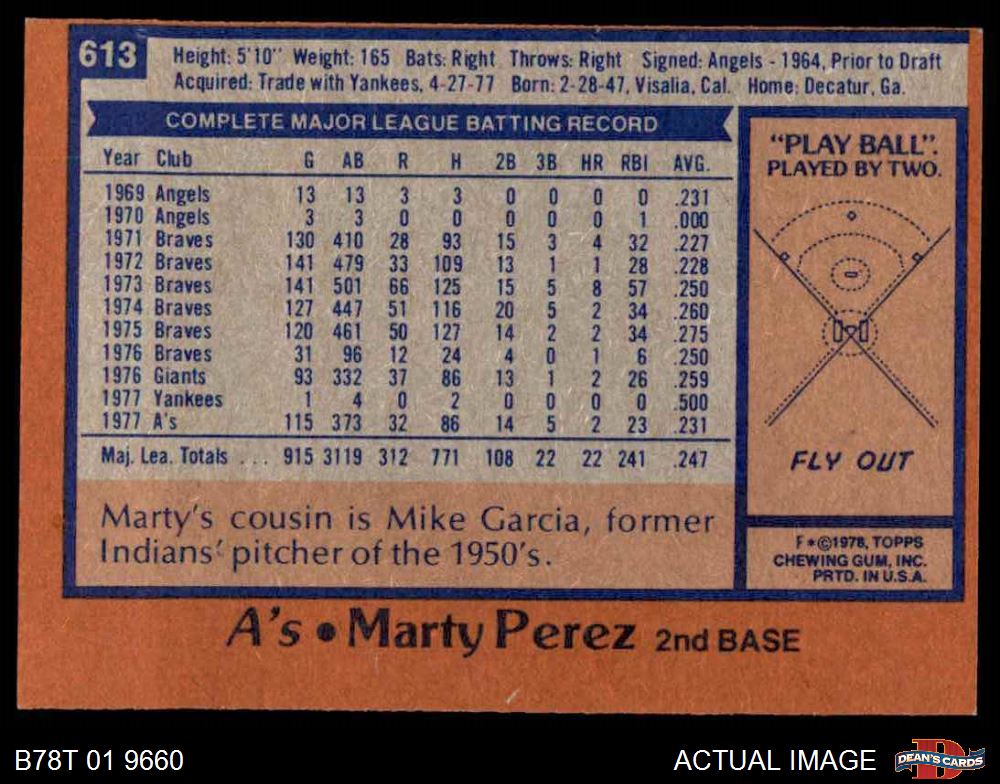 613
Height: 5'10" Weight: 165 Bats: Right Throws: Right Signed: Angels - 1964, Prior to Draft
Acquired: Trade with Yankees, 4-27-77 Born: 2-28-47, Visalia, Cal. Home: Decatur, Ga.
COMPLETE MAJOR LEAGUE BATTING RECORD
Year Club G AB R H 2B 3B HR RBI AVG.
1969 Angels 13 13 3 3 0 0 0 0 .231
1970 Angels 3 3 0 0 0 0 0 1 .000
1971 Braves 130 410 28 93 15 3 4 32 .227
1972 Braves 141 479 33 109 13 1 1 28 .228
1973 Braves 141 501 66 125 15 5 8 57 .250
1974 Braves 127 447 51 116 20 5 2 34 .260
1975 Braves 120 461 50 127 14 2 2 34 .275
1976 Braves 31 96 12 24 4 0 1 6 .250
1976 Giants 93 332 37 86 13 1 2 26 .259
1977 Yankees 1 4 0 2 0 0 0 0 .500
1977 A's 115 373 32 86 14 5 2 23 .231
Maj. Lea. Totals ... 915 3119 312 771 108 22 22 241 .247
Marty's cousin is Mike Garcia, former
Indians' pitcher of the 1950's.
"PLAY BALL".
PLAYED BY TWO.
FLY OUT
F*©1978, TOPPS
CHEWING GUM, INC.
PRTD. IN U.S.A.
A's • Marty Perez 2nd BASE
B78T 01 9660
ACTUAL IMAGE
D
DEAN'S CARDS